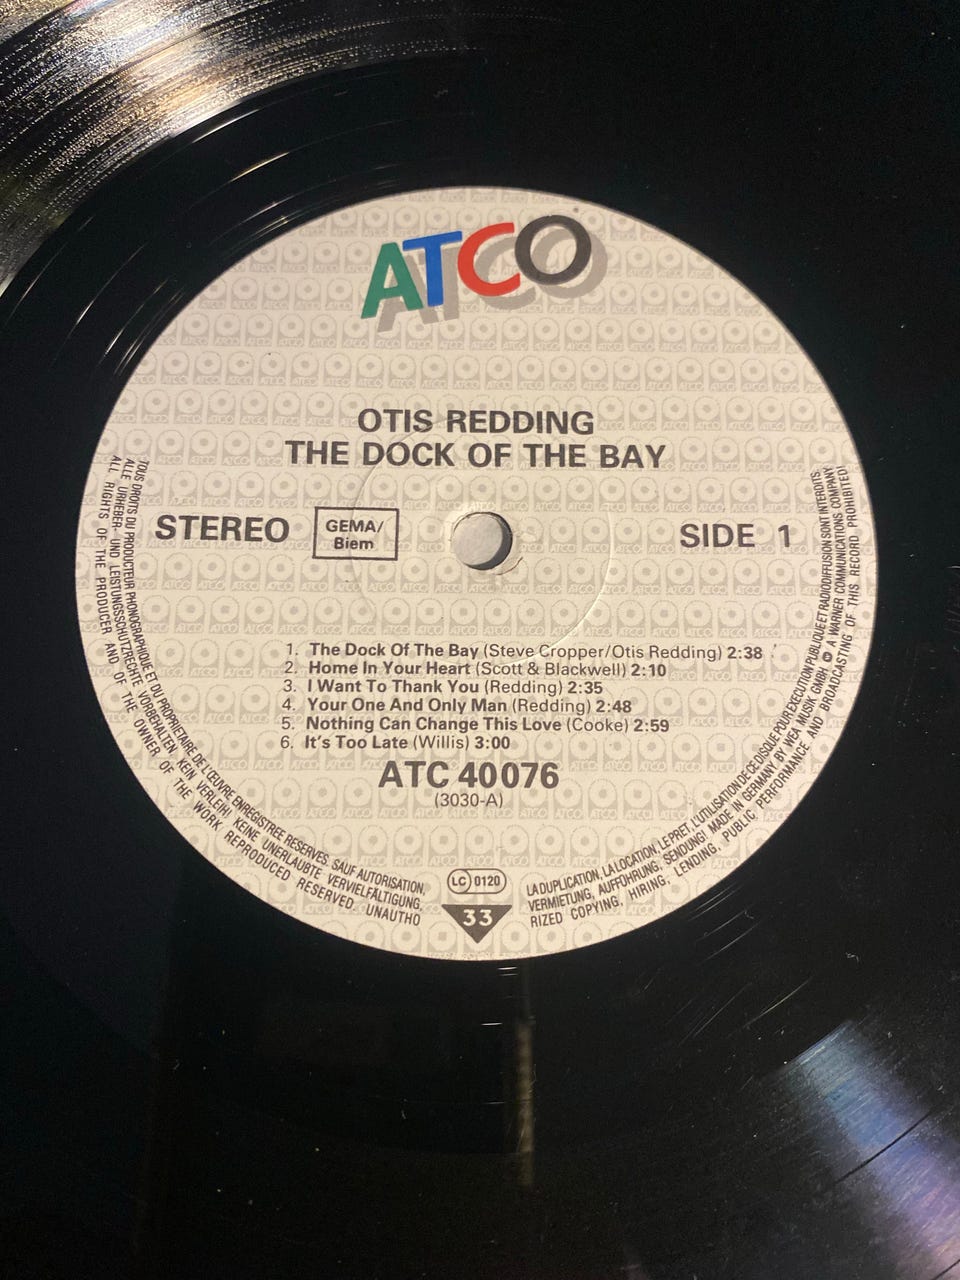 ATCO
OTIS REDDING
THE DOCK OF THE BAY
STEREO
GEMA/
Biem
SIDE 1
1. The Dock Of The Bay (Steve Cropper/Otis Redding) 2:38
2. Home In Your Heart (Scott & Blackwell) 2:10
3. I Want To Thank You (Redding) 2:35
4. Your One And Only Man (Redding) 2:48
5. Nothing Can Change This Love (Cooke) 2:59
6. It's Too Late (Willis) 3:00
ATC 40076
(3030-A)
LC 0120
33
TOUS DROITS DU PRODUCTEUR PHONOGRAPHIQUE ET DU PROPRIETAIRE DE L'ŒUVRE ENREGISTREE RESERVES. SAUF AUTORISATION, LA DUPLICATION, LA LOCATION, LE PRET, L'UTILISATION DE CE DISQUE POUR EXECUTION PUBLIQUE ET RADIODIFFUSION SONT INTERDITS.
ALLE URHEBER- UND LEISTUNGSSCHUTZRECHTE VORBEHALTEN. KEIN VERLEIH! KEINE UNERLAUBTE VERVIELFÄLTIGUNG, VERMIETUNG, AUFFÜHRUNG, SENDUNG! MADE IN GERMANY. BY WEA MUSIK GMBH A WARNER COMMUNICATIONS COMPANY
ALL RIGHTS OF THE PRODUCER AND OF THE OWNER OF THE WORK REPRODUCED RESERVED. UNAUTHORIZED COPYING, HIRING, LENDING, PUBLIC PERFORMANCE AND BROADCASTING OF THIS RECORD PROHIBITED!